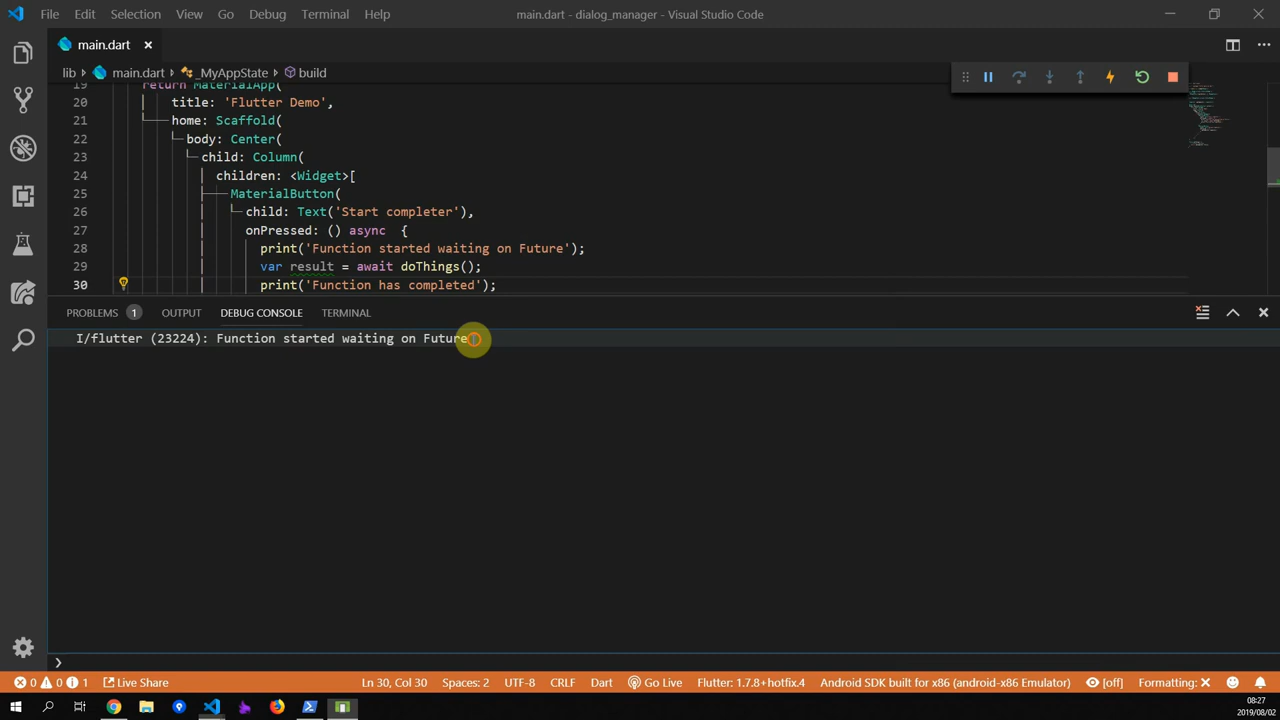 File Edit Selection View Go Debug Terminal Help main.dart - dialog_manager - Visual Studio Code
main.dart
lib main.dart _MyAppState build
19 return MaterialApp(
20 title: 'Flutter Demo',
21 home: Scaffold(
22 body: Center(
23 child: Column(
24 children: <Widget>[
25 MaterialButton(
26 child: Text('Start completer'),
27 onPressed: () async {
28 print('Function started waiting on Future');
29 var result = await doThings();
30 print('Function has completed');
PROBLEMS 1 OUTPUT DEBUG CONSOLE TERMINAL
I/flutter (23224): Function started waiting on Future
0 0 1 Live Share Ln 30, Col 30 Spaces: 2 UTF-8 CRLF Dart Go Live Flutter: 1.7.8+hotfix.4 Android SDK built for x86 (android-x86 Emulator) [off] Formatting:
08:27
2019/08/02